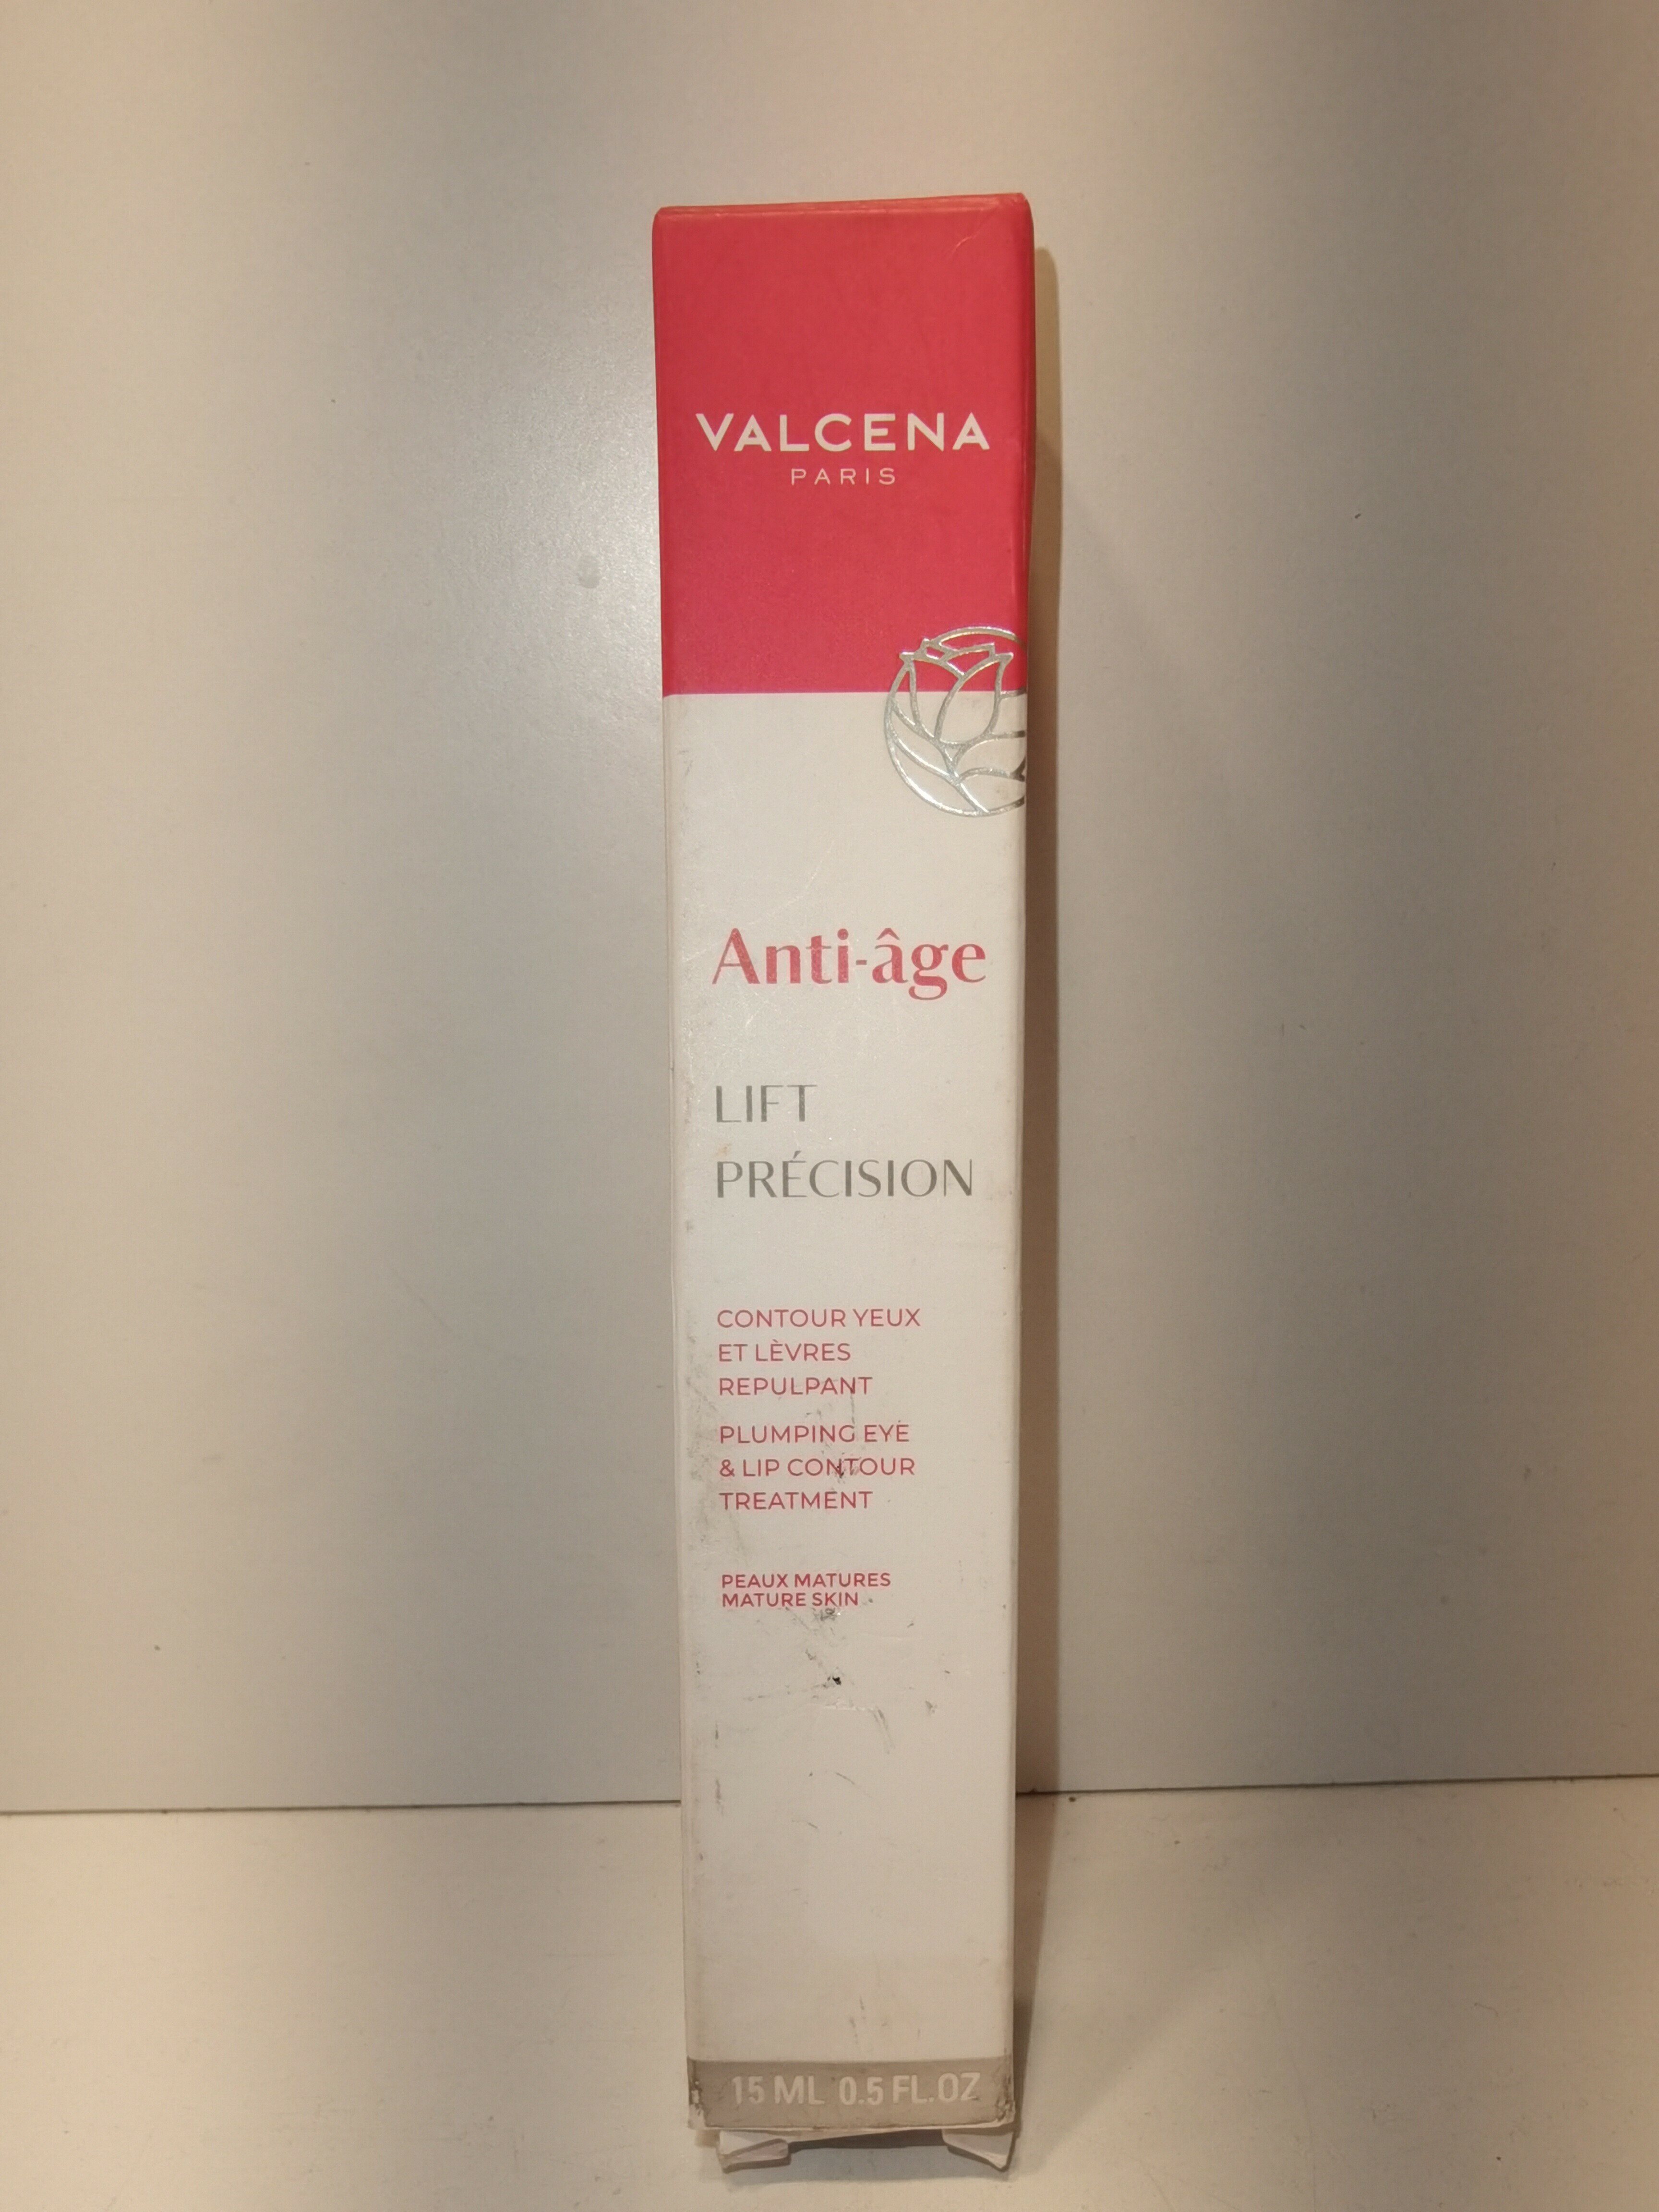 VALCENA
PARIS
Anti-âge
LIFT
PRÉCISION
CONTOUR YEUX
ET LÈVRES
REPULPANT
PLUMPING EYE
& LIP CONTOUR
TREATMENT
PEAUX MATURES
MATURE SKIN
15 ML 0.5 FL.OZ